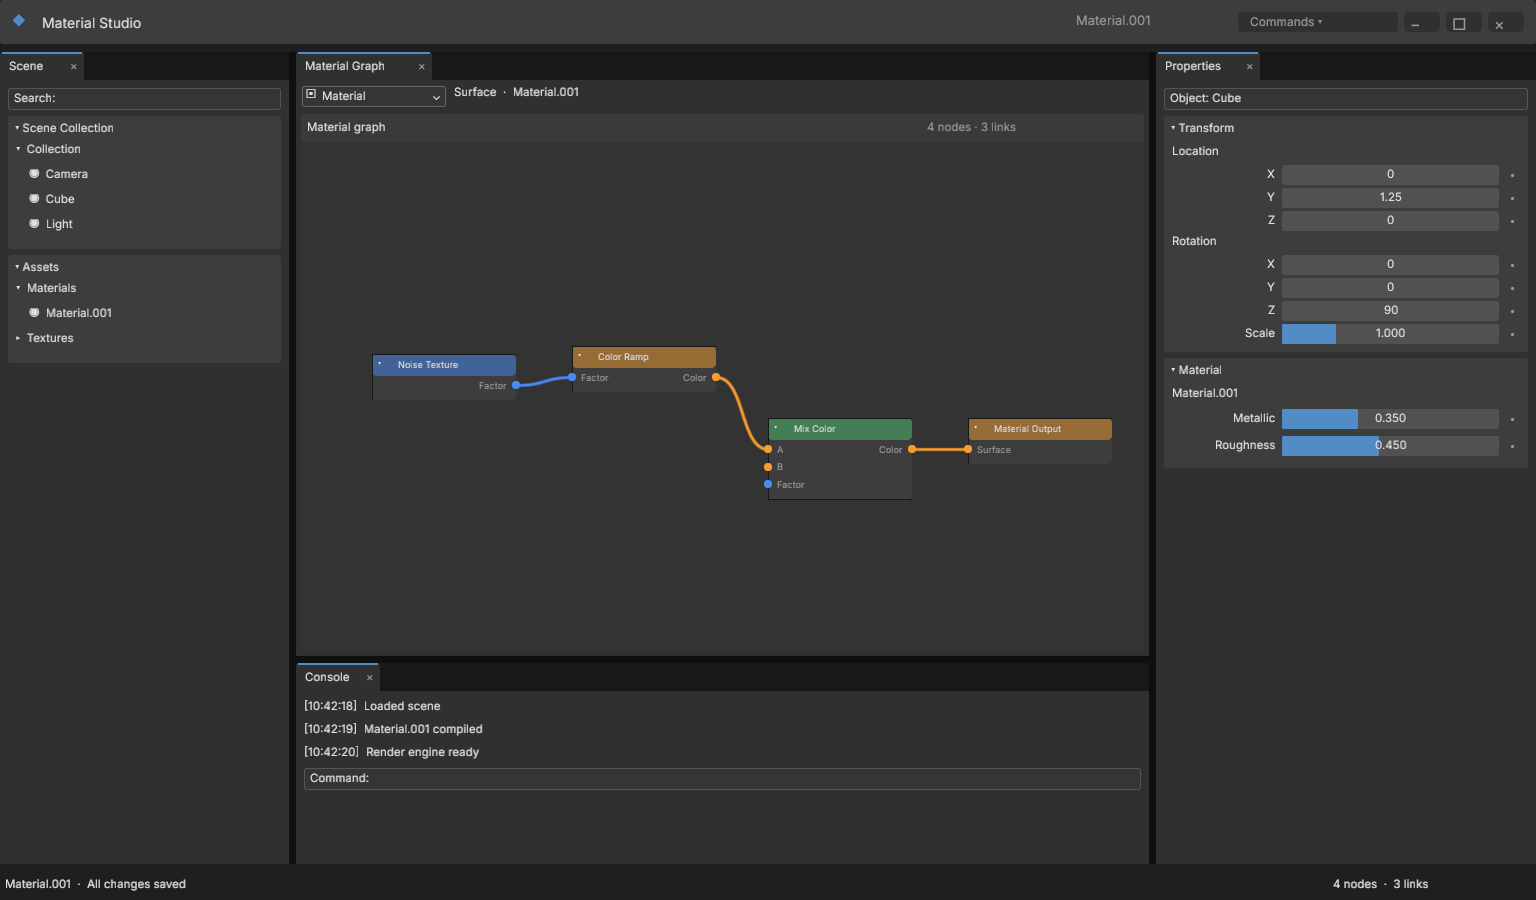 Material Studio
Material.001
Commands
Scene
Search:
Scene Collection
Collection
Camera
Cube
Light
Assets
Materials
Material.001
Textures
Material Graph
Material
Surface · Material.001
Material graph
4 nodes · 3 links
Noise Texture
Factor
Color Ramp
Factor Color
Mix Color
A Color
B
Factor
Material Output
Surface
Console
[10:42:18] Loaded scene
[10:42:19] Material.001 compiled
[10:42:20] Render engine ready
Command:
Properties
Object: Cube
Transform
Location
X 0
Y 1.25
Z 0
Rotation
X 0
Y 0
Z 90
Scale 1.000
Material
Material.001
Metallic 0.350
Roughness 0.450
Material.001 · All changes saved
4 nodes · 3 links